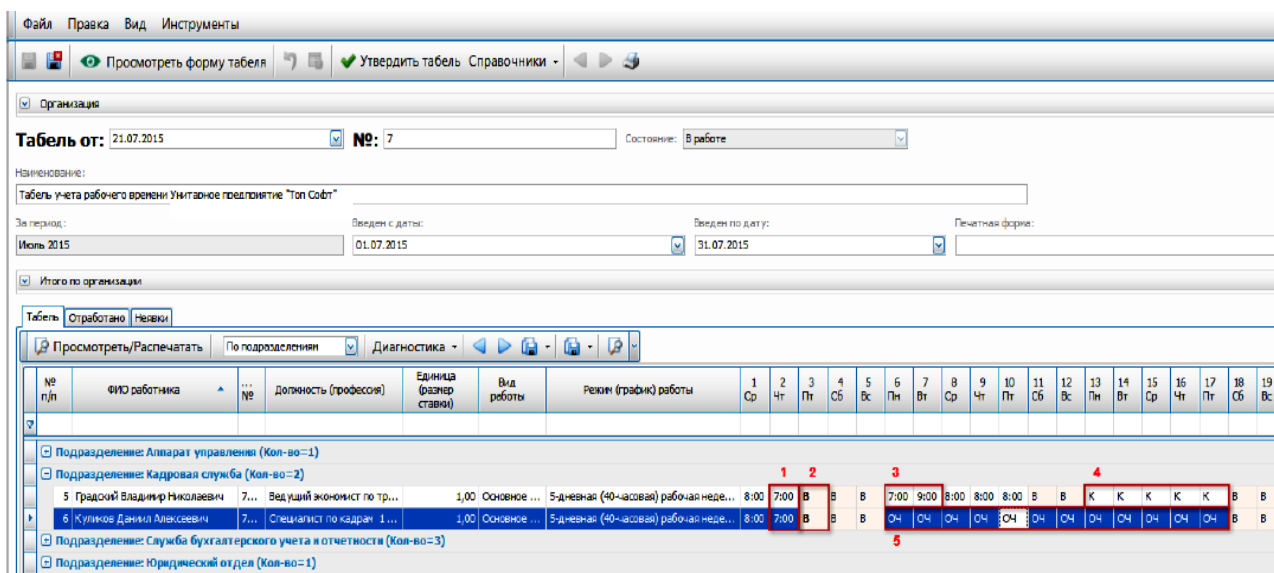 Файл Правка Вид Инструменты
Просмотреть форму табеля Утвердить табель Справочники
Организация
Табель от: 21.07.2015 №: 7 Состояние: В работе
Наименование:
Табель учета рабочего времени Унитарное предприятие "Топ Софт"
За период: Введен с даты: Введен по дату: Печатная форма:
Июль 2015 01.07.2015 31.07.2015
Итого по организации
Табель Отработано Неявки
Просмотреть/Распечатать По подразделениям Диагностика
№ п/п ФИО работника ... № Должность (профессия) Единица (размер ставки) Вид работы Режим (график) работы 1 Ср 2 Чт 3 Пт 4 Сб 5 Вс 6 Пн 7 Вт 8 Ср 9 Чт 10 Пт 11 Сб 12 Вс 13 Пн 14 Вт 15 Ср 16 Чт 17 Пт 18 Сб 19 Вс
Подразделение: Аппарат управления (Кол-во=1)
Подразделение: Кадровая служба (Кол-во=2) 1 2 3 4
5 Градский Владимир Николаевич 7... Ведущий экономист по тр... 1,00 Основное ... 5-дневная (40-часовая) рабочая неде... 8:00 7:00 В В В 7:00 9:00 8:00 8:00 8:00 В В К К К К К В В
6 Куликов Даниил Алексеевич 7... Специалист по кадрам 1 ... 1,00 Основное ... 5-дневная (40-часовая) рабочая неде... 8:00 7:00 В В В ОЧ ОЧ ОЧ ОЧ ОЧ ОЧ ОЧ ОЧ ОЧ ОЧ ОЧ ОЧ В В
Подразделение: Служба бухгалтерского учета и отчетности (Кол-во=3) 5
Подразделение: Юридический отдел (Кол-во=1)